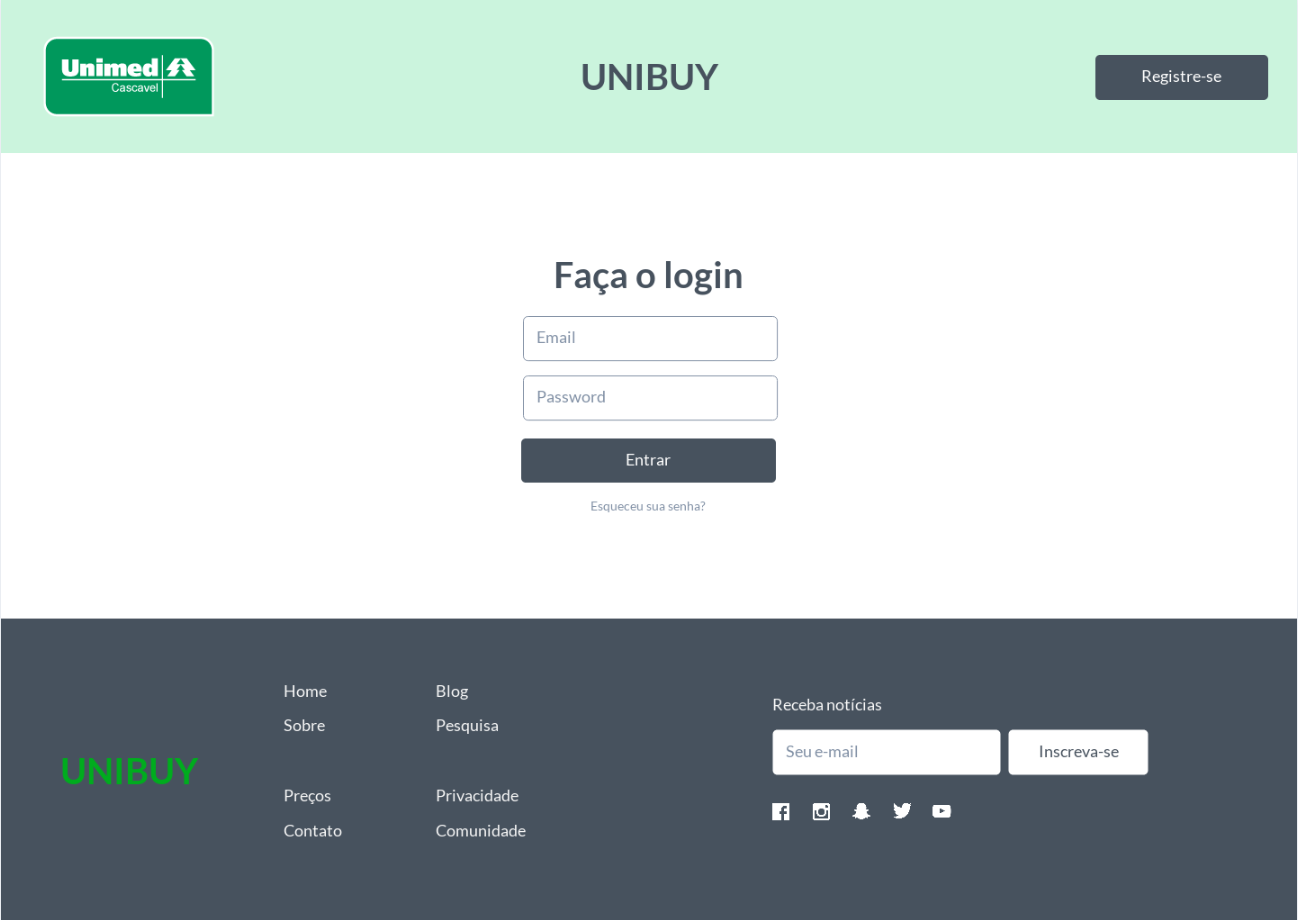 Unimed
Cascavel
UNIBUY
Registre-se
Faça o login
Email
Password
Entrar
Esqueceu sua senha?
UNIBUY
Home
Sobre
Preços
Contato
Blog
Pesquisa
Privacidade
Comunidade
Receba notícias
Seu e-mail
Inscreva-se